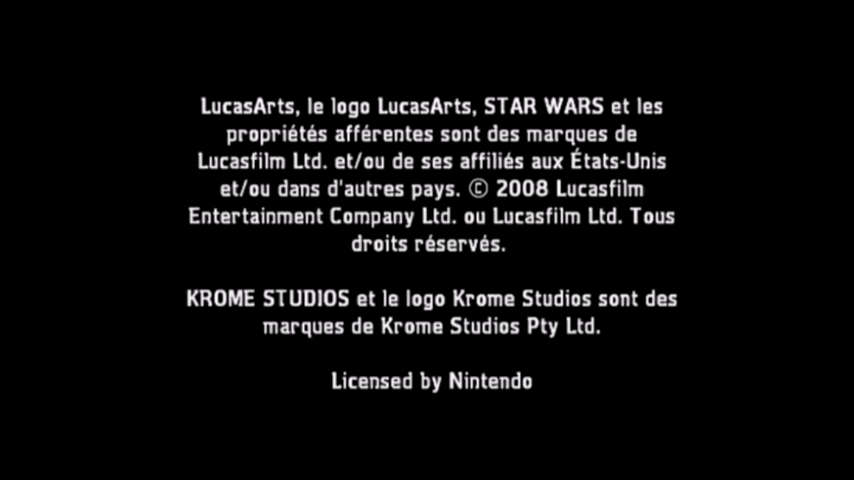 LucasArts, le logo LucasArts, STAR WARS et les
propriétés afférentes sont des marques de
Lucasfilm Ltd. et/ou de ses affiliés aux États-Unis
et/ou dans d'autres pays. © 2008 Lucasfilm
Entertainment Company Ltd. ou Lucasfilm Ltd. Tous
droits réservés.
KROME STUDIOS et le logo Krome Studios sont des
marques de Krome Studios Pty Ltd.
Licensed by Nintendo